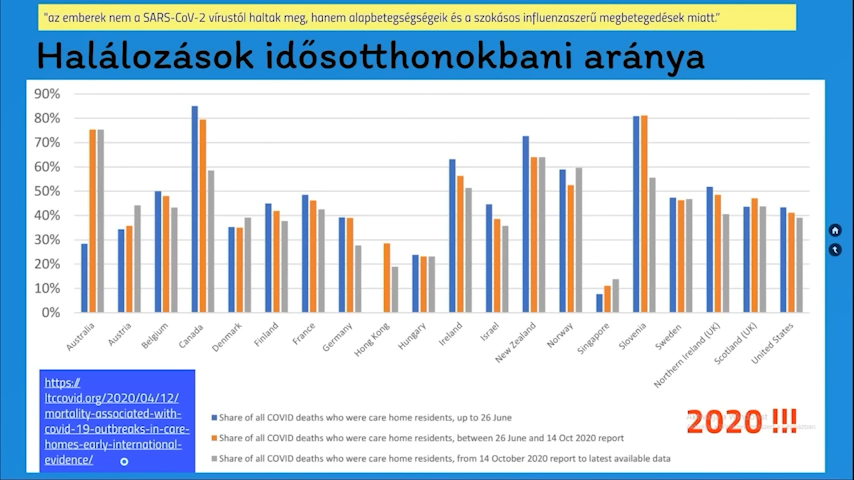 "az emberek nem a SARS-CoV-2 vírustól haltak meg, hanem alapbetegségségeik és a szokásos influenzaszerű megbetegedések miatt."
Halálozások idősotthonokbani aránya
90%
80%
70%
60%
50%
40%
30%
20%
10%
0%
Australia
Austria
Belgium
Canada
Denmark
Finland
France
Germany
Hong Kong
Hungary
Ireland
Israel
New Zealand
Norway
Singapore
Slovenia
Sweden
Northern Ireland (UK)
Scotland (UK)
United States
https://
ltccovid.org/2020/04/12/
mortality-associated-with-
covid-19-outbreaks-in-care-
homes-early-international-
evidence/
Share of all COVID deaths who were care home residents, up to 26 June
Share of all COVID deaths who were care home residents, between 26 June and 14 Oct 2020 report
Share of all COVID deaths who were care home residents, from 14 October 2020 report to latest available data
2020 !!!